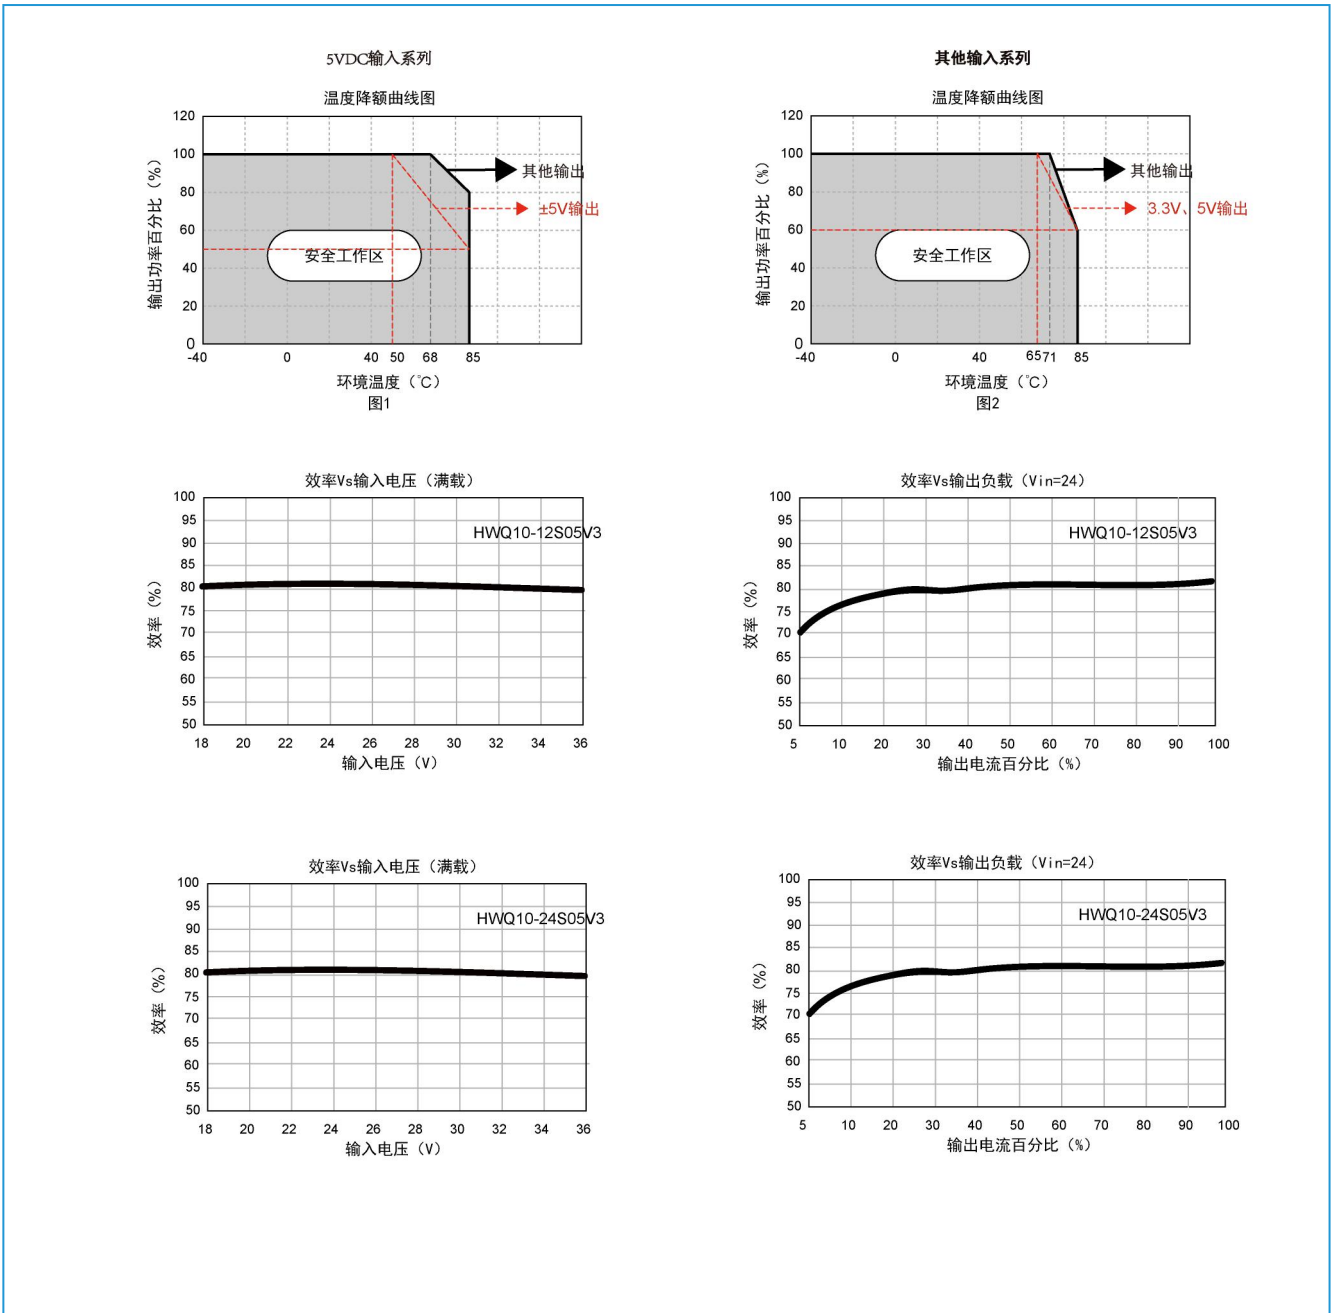 5VDC输入系列
温度降额曲线图
120
100
80
60
40
20
0
输出功率百分比（%）
其他输出
±5V输出
安全工作区
-40 0 40 50 68 85
环境温度（℃）
图1
其他输入系列
温度降额曲线图
120
100
80
60
40
20
0
输出功率百分比（%）
其他输出
3.3V、5V输出
安全工作区
-40 0 40 65 71 85
环境温度（℃）
图2
效率Vs输入电压（满载）
100
95
90
85
80
75
70
65
60
55
50
效率（%）
HWQ10-12S05V3
18 20 22 24 26 28 30 32 34 36
输入电压（V）
效率Vs输出负载（Vin=24）
100
95
90
85
80
75
70
65
60
55
50
效率（%）
HWQ10-12S05V3
5 10 20 30 40 50 60 70 80 90 100
输出电流百分比（%）
效率Vs输入电压（满载）
100
95
90
85
80
75
70
65
60
55
50
效率（%）
HWQ10-24S05V3
18 20 22 24 26 28 30 32 34 36
输入电压（V）
效率Vs输出负载（Vin=24）
100
95
90
85
80
75
70
65
60
55
50
效率（%）
HWQ10-24S05V3
5 10 20 30 40 50 60 70 80 90 100
输出电流百分比（%）